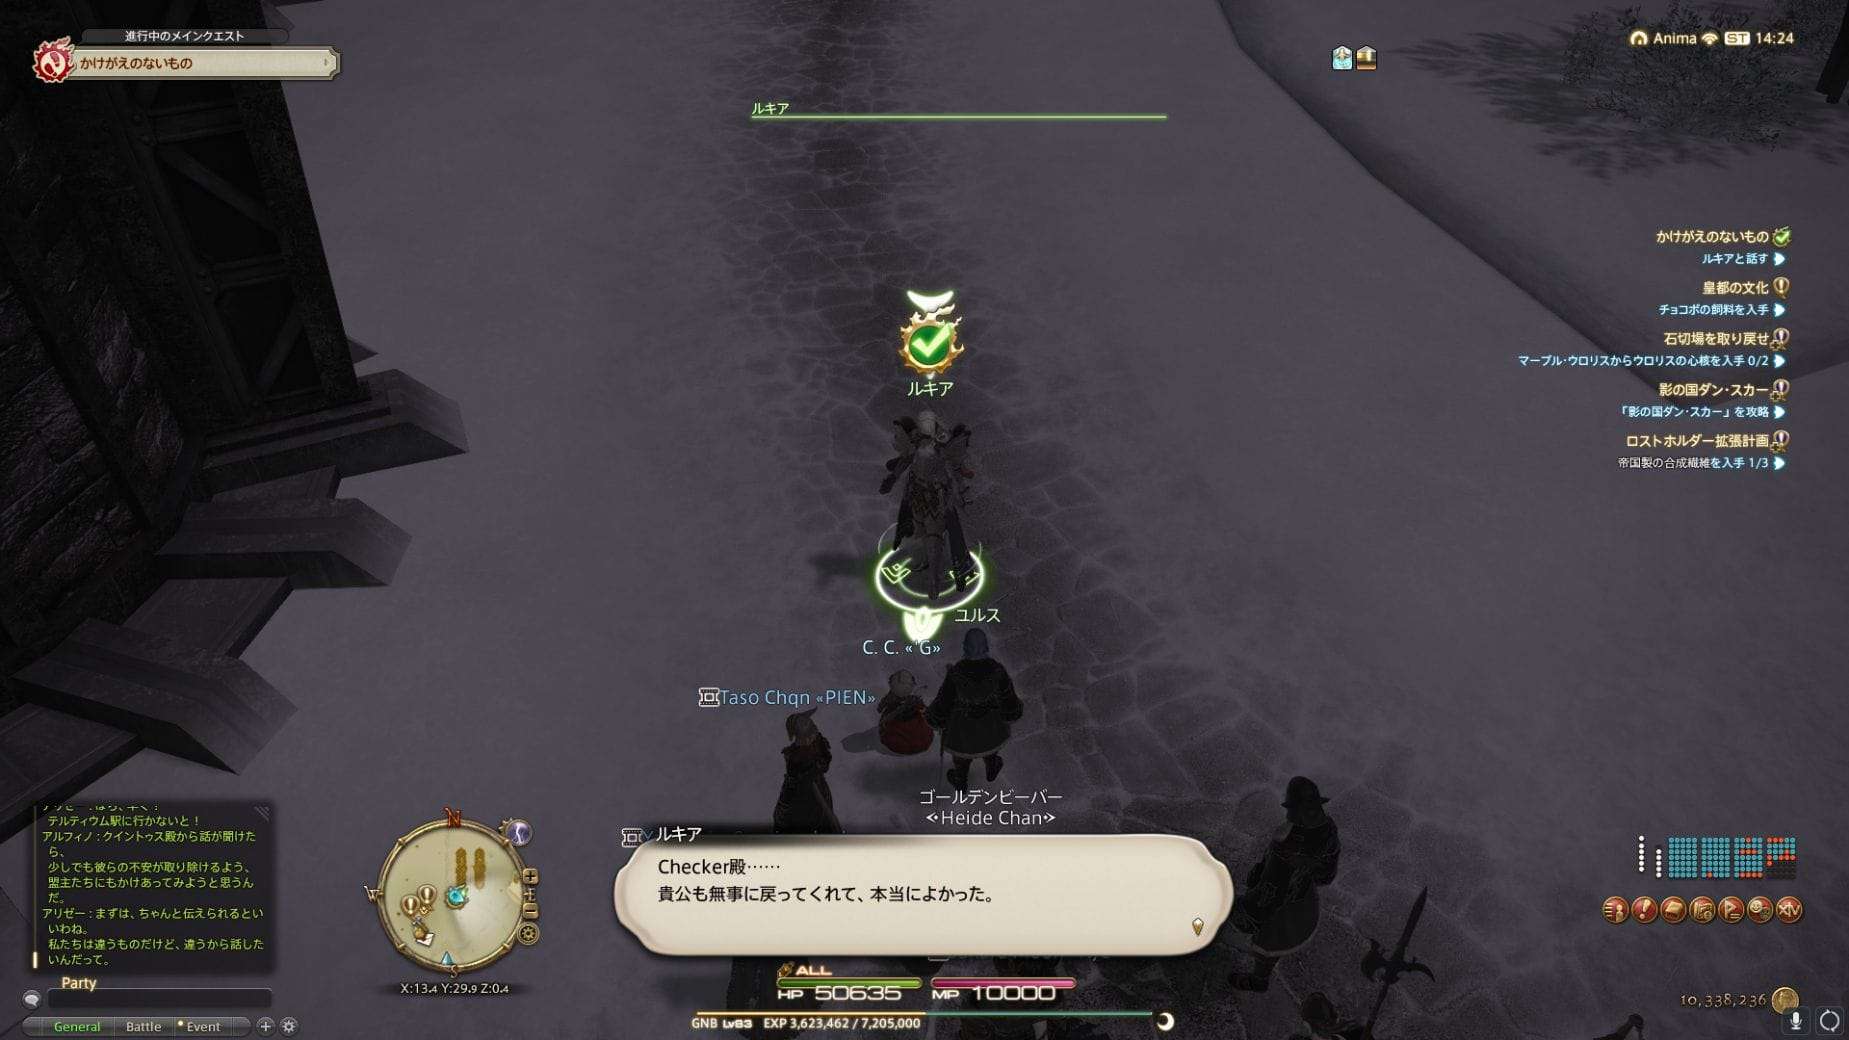 進行中のメインクエスト
かけがえのないもの
Anima ST 14:24
ルキア
かけがえのないもの
ルキアと話す
皇都の文化
チョコボの飼料を入手
石切場を取り戻せ
マーブル・ウロリスからウロリスの心核を入手 0/2
影の国ダン・スカー
「影の国ダン・スカー」を攻略
ロストホルダー拡張計画
帝国製の合成繊維を入手 1/3
ルキア
ユルス
C. C. «'G»
Taso Chqn «PIEN»
ゴールデンビーバー
Heide Chan
ルキア
Checker殿……
貴公も無事に戻ってくれて、本当によかった。
テルティウム駅に行かないと！
アルフィノ：クイントゥス殿から話が聞けた
ら、
少しでも彼らの不安が取り除けるよう、
盟主たちにもかけあってみようと思うん
だ。
アリゼー：まずは、ちゃんと伝えられるとい
いわね。
私たちは違うものだけど、違うから話した
いんだって。
Party
General Battle Event
N
W
S
X:13.4 Y:29.9 Z:0.4
ALL
HP 50635 MP 10000
GNB Lv83 EXP 3,623,462 / 7,205,000
XIV
10,338,236